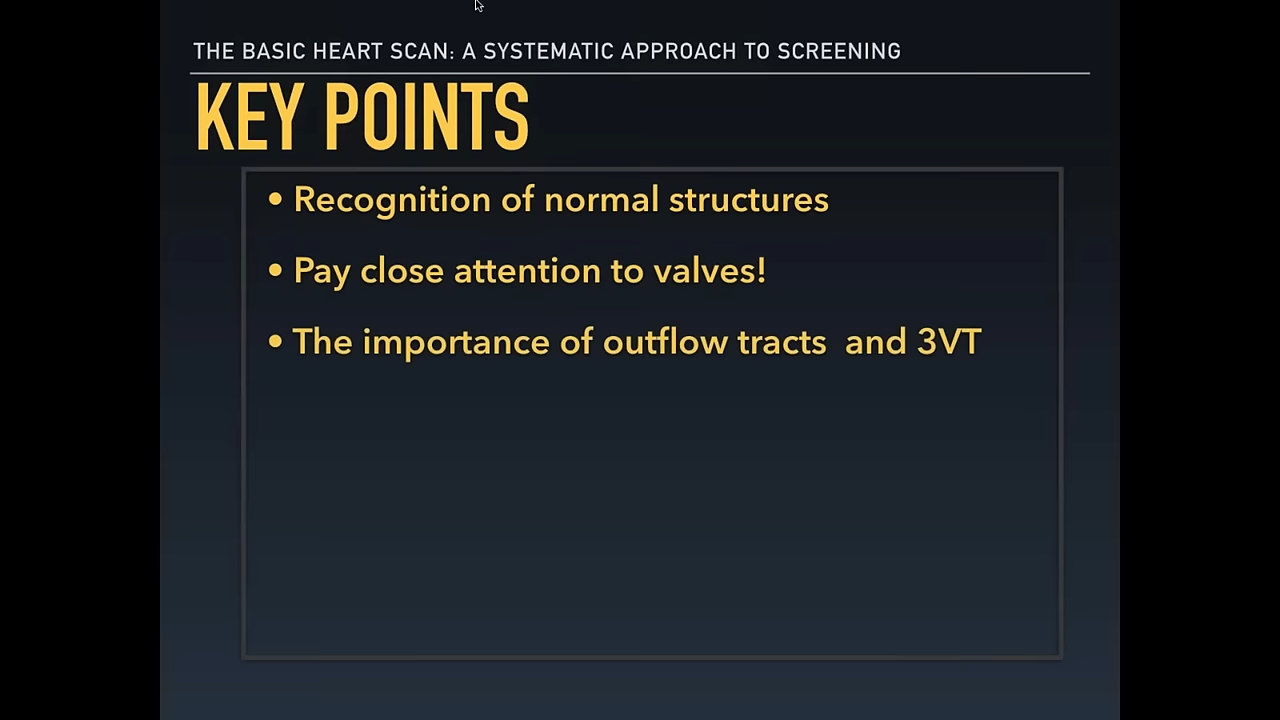 THE BASIC HEART SCAN: A SYSTEMATIC APPROACH TO SCREENING
KEY POINTS
• Recognition of normal structures
• Pay close attention to valves!
• The importance of outflow tracts  and 3VT